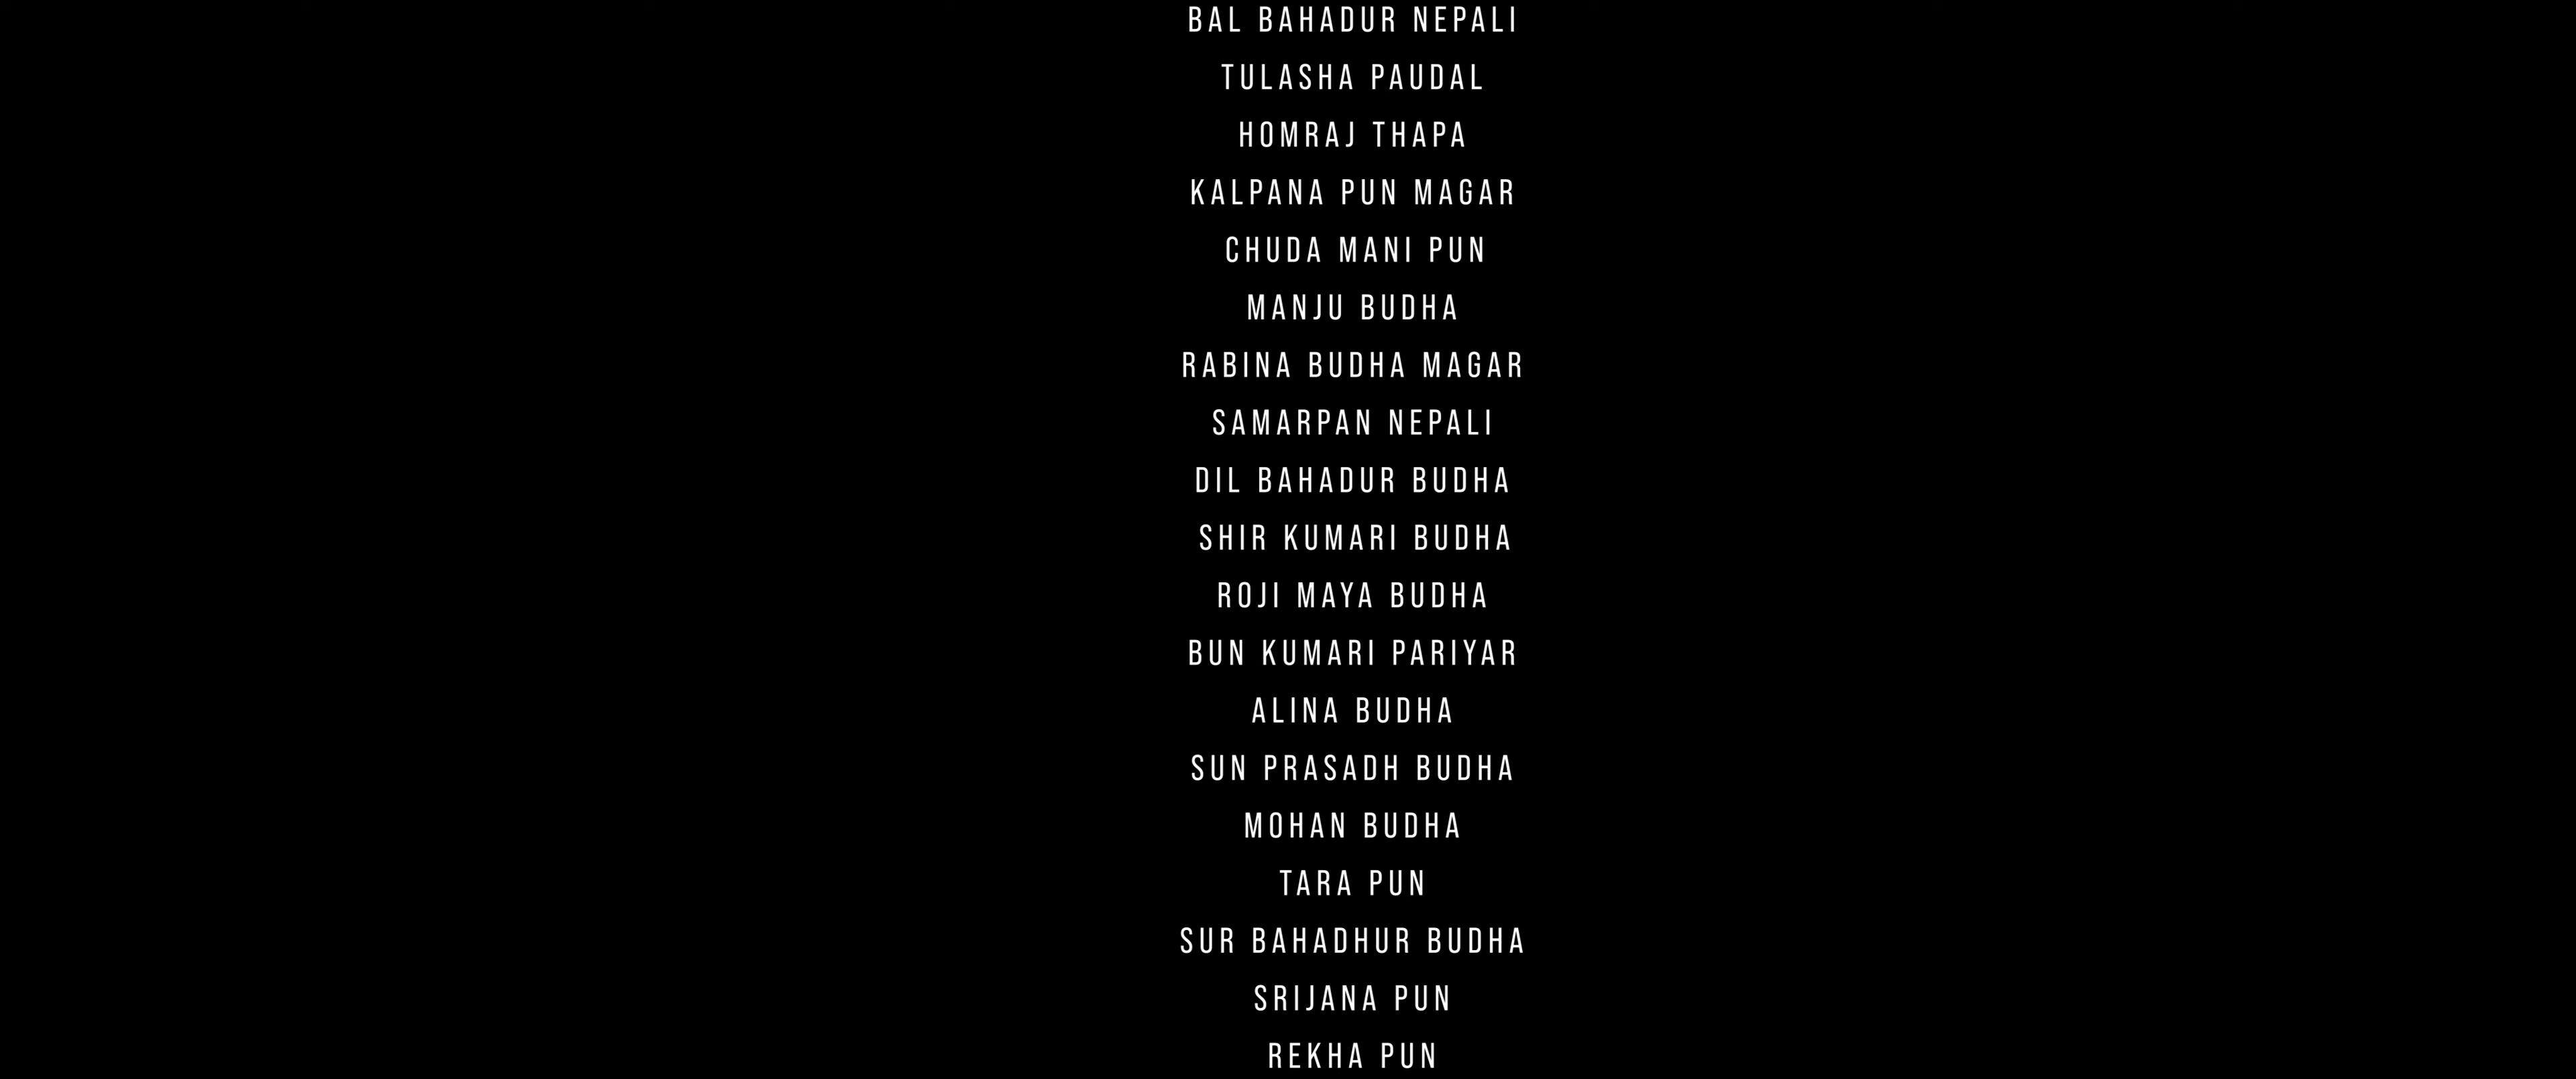 BAL BAHADUR NEPALI
TULASHA PAUDAL
HOMRAJ THAPA
KALPANA PUN MAGAR
CHUDA MANI PUN
MANJU BUDHA
RABINA BUDHA MAGAR
SAMARPAN NEPALI
DIL BAHADUR BUDHA
SHIR KUMARI BUDHA
ROJI MAYA BUDHA
BUN KUMARI PARIYAR
ALINA BUDHA
SUN PRASADH BUDHA
MOHAN BUDHA
TARA PUN
SUR BAHADHUR BUDHA
SRIJANA PUN
REKHA PUN